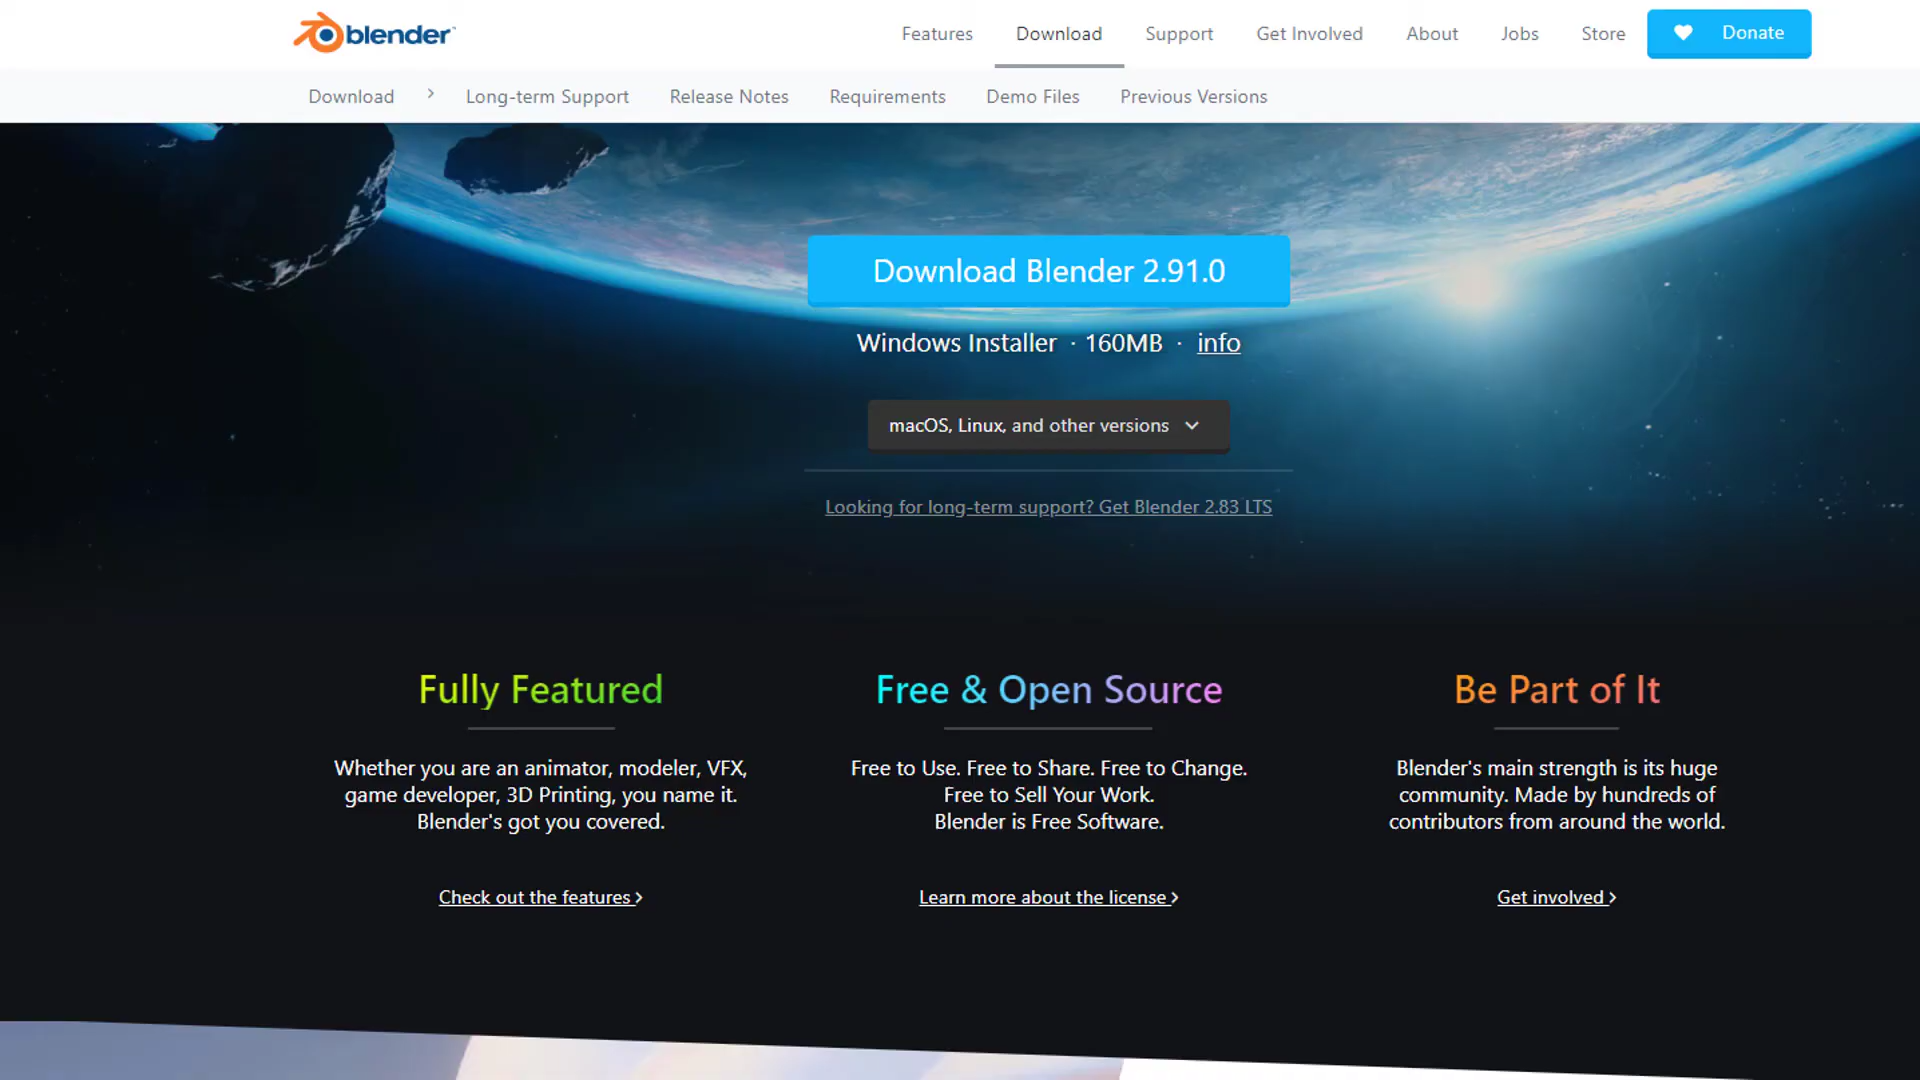 blender™
Features Download Support Get Involved About Jobs Store Donate
Download Long-term Support Release Notes Requirements Demo Files Previous Versions
Download Blender 2.91.0
Windows Installer · 160MB · info
macOS, Linux, and other versions
Looking for long-term support? Get Blender 2.83 LTS
Fully Featured
Whether you are an animator, modeler, VFX,
game developer, 3D Printing, you name it.
Blender's got you covered.
Check out the features
Free & Open Source
Free to Use. Free to Share. Free to Change.
Free to Sell Your Work.
Blender is Free Software.
Learn more about the license
Be Part of It
Blender's main strength is its huge
community. Made by hundreds of
contributors from around the world.
Get involved